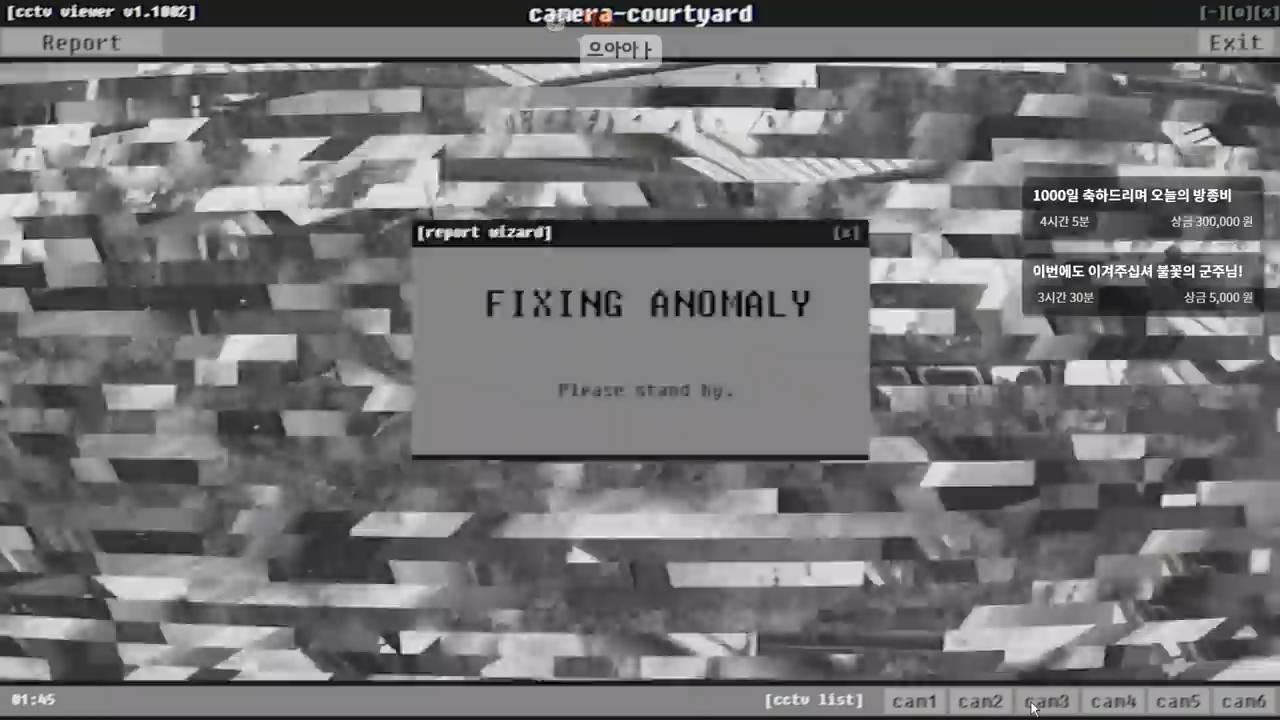 [cctv viewer v1.1002]
camera-courtyard
[-][o][x]
Report
으아아ㅏ
Exit
1000일 축하드리며 오늘의 방종비
4시간 5분
상금 300,000 원
[report wizard]
[x]
이번에도 이겨주십셔 불꽃의 군주님!
3시간 30분
상금 5,000 원
FIXING ANOMALY
Please stand by.
01:45
[cctv list]
cam1
cam2
cam3
cam4
cam5
cam6